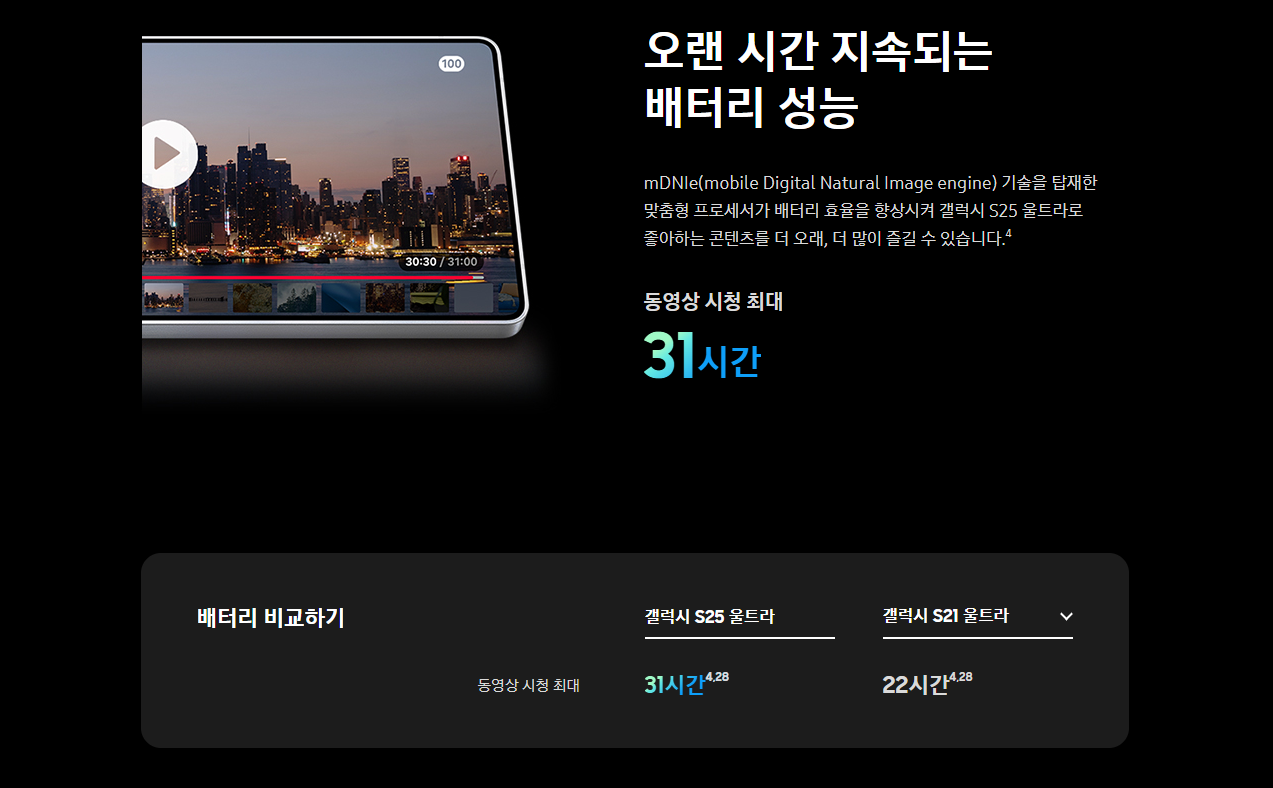 100
30:30 / 31:00
오랜 시간 지속되는
배터리 성능
mDNIe(mobile Digital Natural Image engine) 기술을 탑재한
맞춤형 프로세서가 배터리 효율을 향상시켜 갤럭시 S25 울트라로
좋아하는 콘텐츠를 더 오래, 더 많이 즐길 수 있습니다.4
동영상 시청 최대
31시간
배터리 비교하기
갤럭시 S25 울트라
갤럭시 S21 울트라
동영상 시청 최대
31시간4,28
22시간4,28